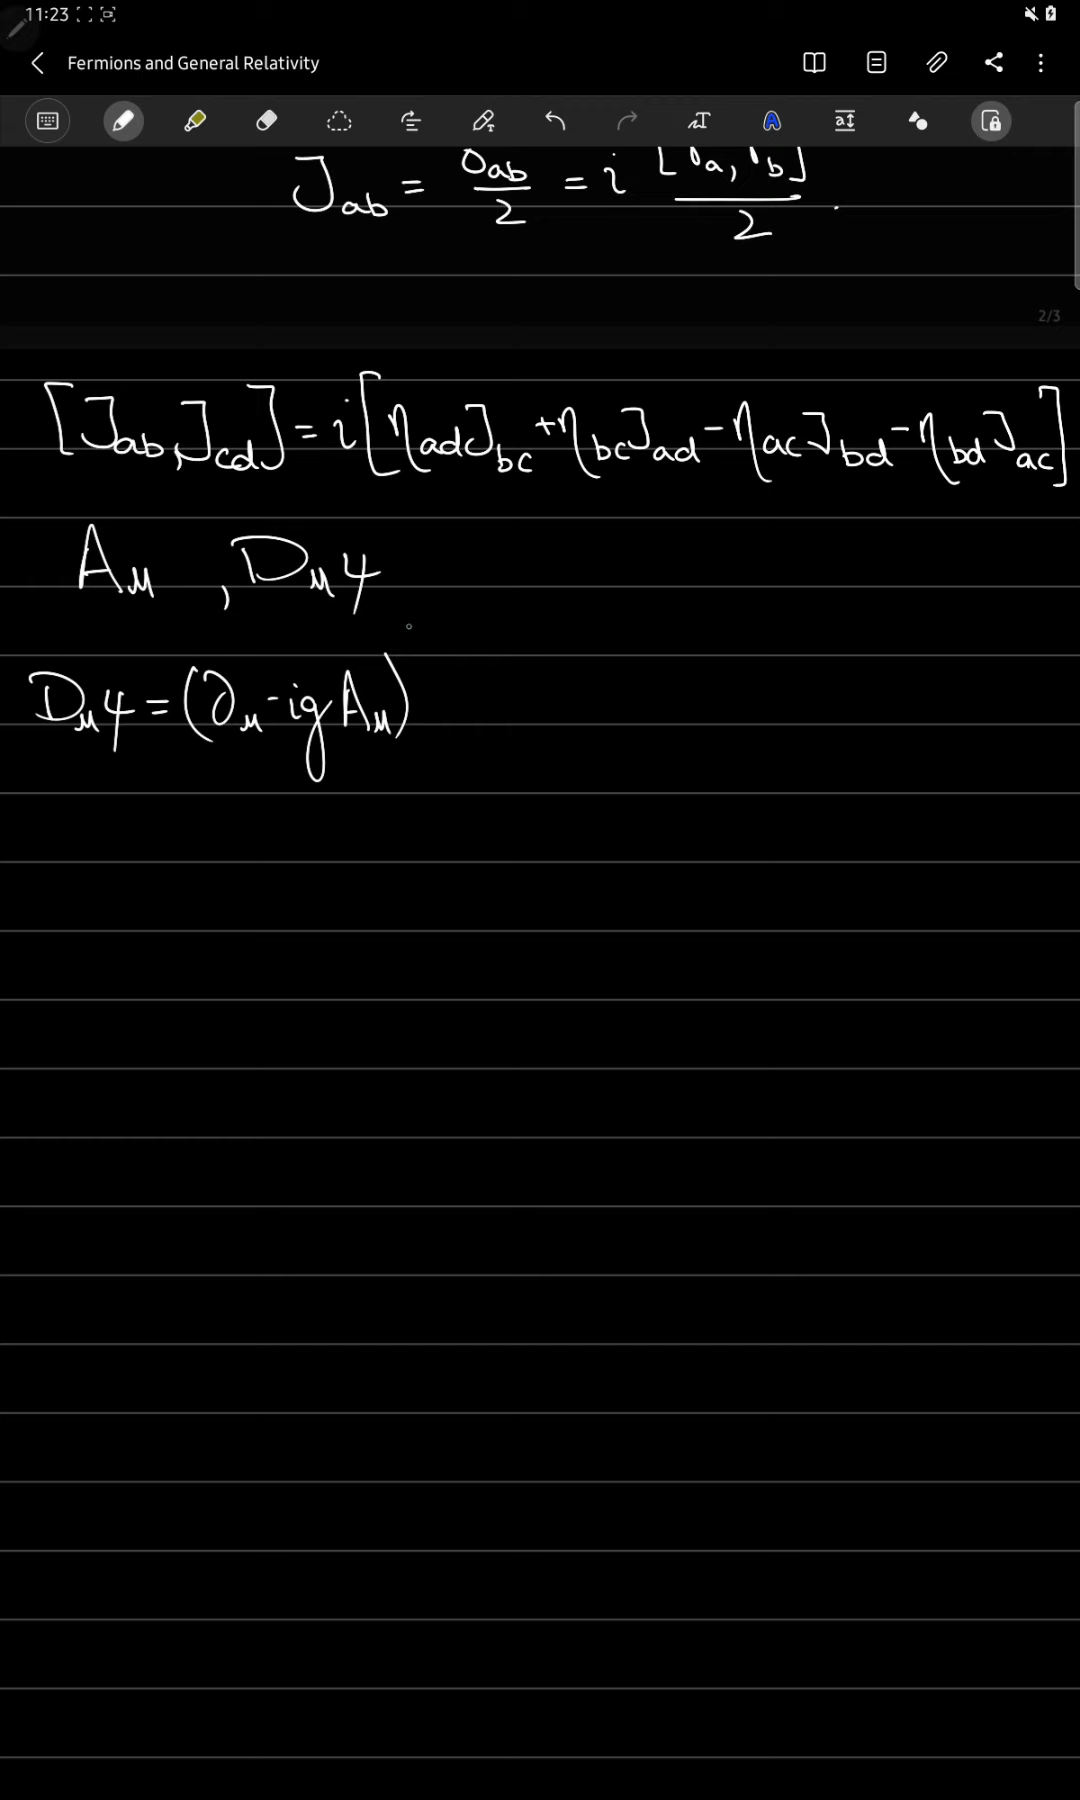 11:23
Fermions and General Relativity
J_ab = σ_ab/2 = i [γ_a, γ_b]/2 .
2/3
[J_ab, J_cd] = i[η_ad J_bc + η_bc J_ad - η_ac J_bd - η_bd J_ac]
A_μ , D_μ ψ
D_μ ψ = (∂_μ - ig A_μ)